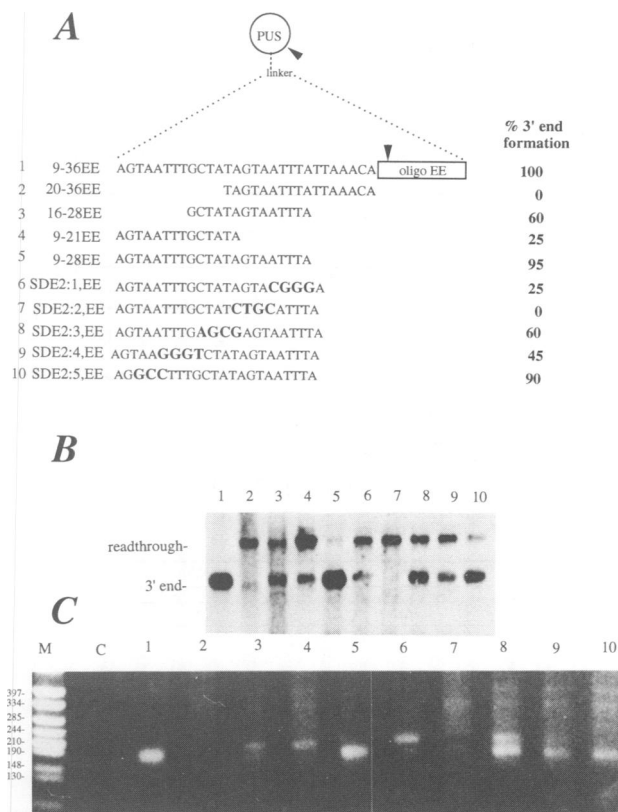 A
PUS
linker
% 3' end
formation
1 9-36EE AGTAATTTGCTATAGTAATTTATTAAACA oligo EE 100
2 20-36EE TAGTAATTTATTAAACA 0
3 16-28EE GCTATAGTAATTTA 60
4 9-21EE AGTAATTTGCTATA 25
5 9-28EE AGTAATTTGCTATAGTAATTTA 95
6 SDE2:1,EE AGTAATTTGCTATAGTACGGGA 25
7 SDE2:2,EE AGTAATTTGCTATCTGCATTTA 0
8 SDE2:3,EE AGTAATTTGAGCGAGTAATTTA 60
9 SDE2:4,EE AGTAAGGGTCTATAGTAATTTA 45
10 SDE2:5,EE AGGCCTTTGCTATAGTAATTTA 90
B
1 2 3 4 5 6 7 8 9 10
readthrough-
3' end-
C
M C 1 2 3 4 5 6 7 8 9 10
397-
334-
285-
244-
210-
190-
148-
130-